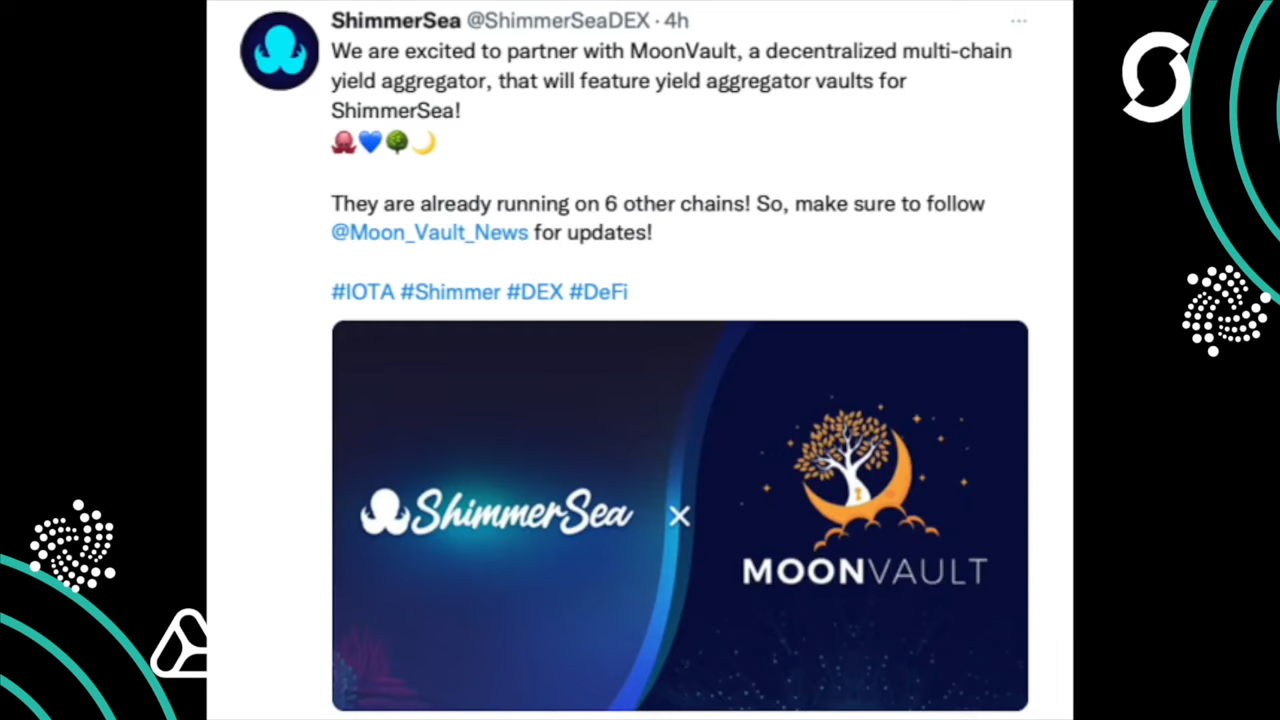 ShimmerSea @ShimmerSeaDEX · 4h
We are excited to partner with MoonVault, a decentralized multi-chain
yield aggregator, that will feature yield aggregator vaults for
ShimmerSea!
🐙💙🌳🌙
They are already running on 6 other chains! So, make sure to follow
@Moon_Vault_News for updates!
#IOTA #Shimmer #DEX #DeFi
ShimmerSea × MOONVAULT